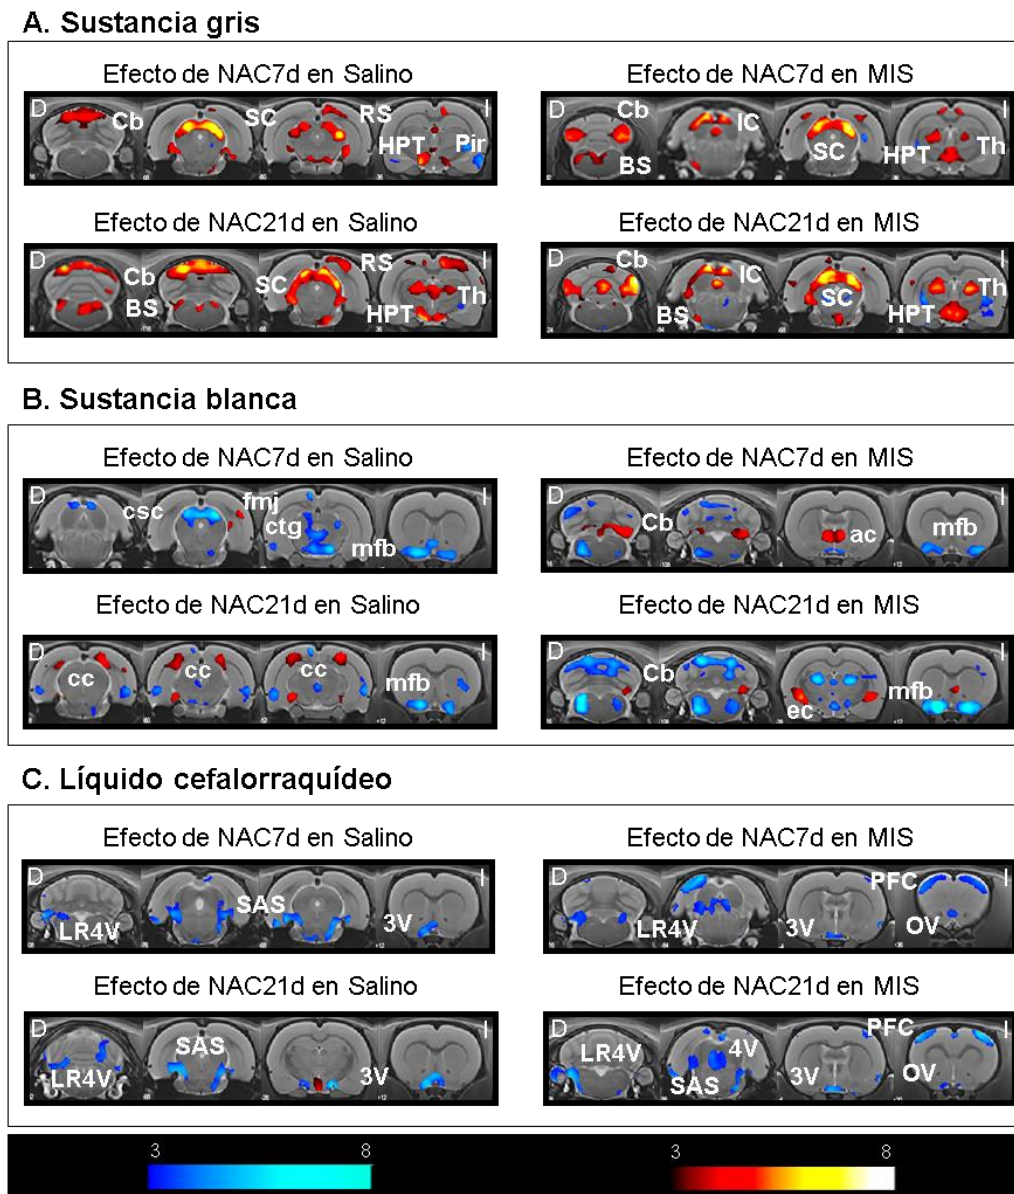 A. Sustancia gris
Efecto de NAC7d en Salino
D Cb SC RS HPT Pir I
Efecto de NAC7d en MIS
D Cb BS IC SC HPT Th I
Efecto de NAC21d en Salino
D Cb BS SC RS HPT Th I
Efecto de NAC21d en MIS
D Cb BS IC SC HPT Th I
B. Sustancia blanca
Efecto de NAC7d en Salino
D csc fmj ctg mfb I
Efecto de NAC7d en MIS
D Cb ac mfb I
Efecto de NAC21d en Salino
D cc cc cc mfb I
Efecto de NAC21d en MIS
D Cb ec mfb I
C. Líquido cefalorraquídeo
Efecto de NAC7d en Salino
D LR4V SAS 3V I
Efecto de NAC7d en MIS
D LR4V 3V PFC OV I
Efecto de NAC21d en Salino
D LR4V SAS 3V I
Efecto de NAC21d en MIS
D LR4V SAS 4V 3V PFC OV I
3 8
3 8